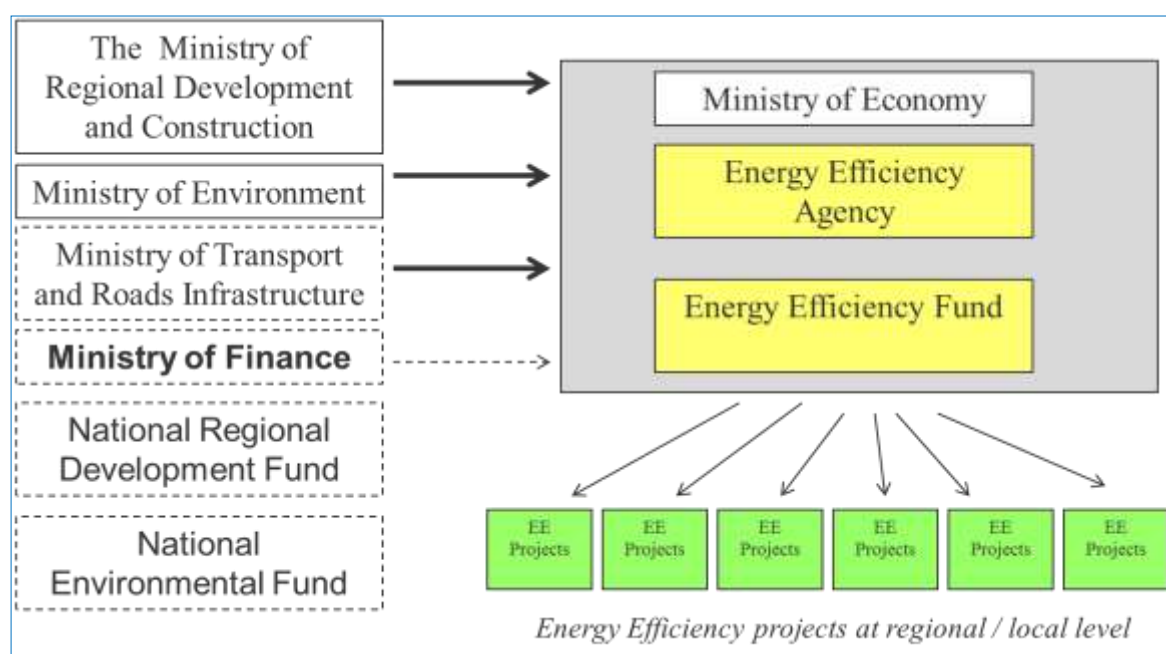 The Ministry of
Regional Development
and Construction
Ministry of Environment
Ministry of Transport
and Roads Infrastructure
Ministry of Finance
National Regional
Development Fund
National
Environmental Fund
Ministry of Economy
Energy Efficiency
Agency
Energy Efficiency Fund
EE
Projects
EE
Projects
EE
Projects
EE
Projects
EE
Projects
EE
Projects
Energy Efficiency projects at regional / local level